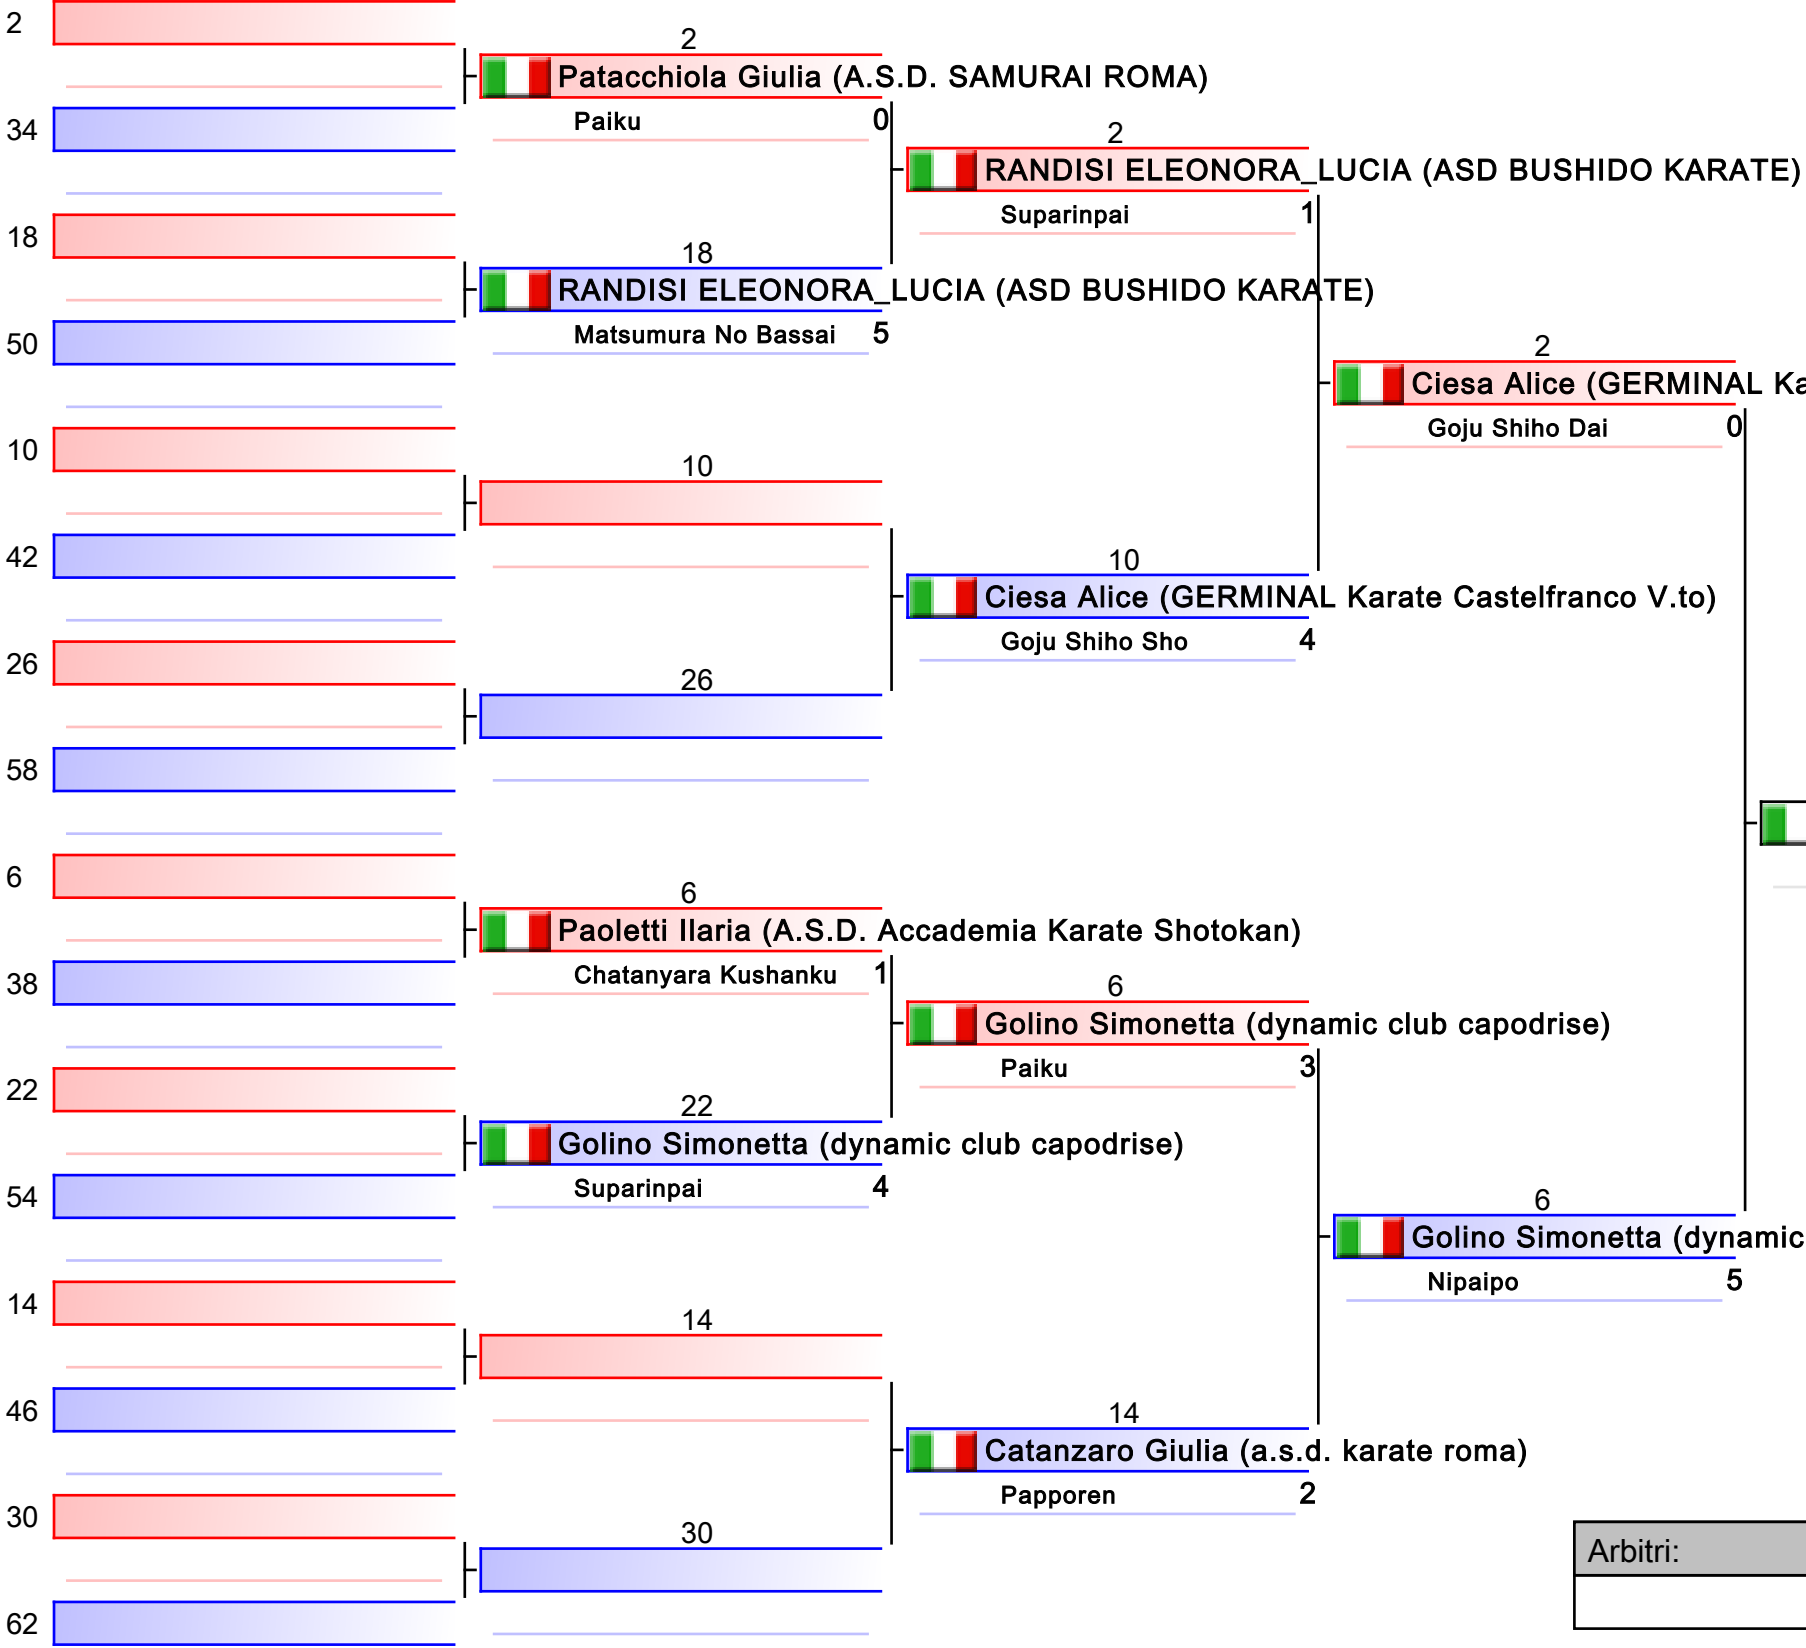 2
34
18
50
10
42
26
58
6
38
22
54
14
46
30
62
2
Patacchiola Giulia (A.S.D. SAMURAI ROMA)
Paiku 0
18
RANDISI ELEONORA_LUCIA (ASD BUSHIDO KARATE)
Matsumura No Bassai 5
10
26
6
Paoletti Ilaria (A.S.D. Accademia Karate Shotokan)
Chatanyara Kushanku 1
22
Golino Simonetta (dynamic club capodrise)
Suparinpai 4
14
30
2
RANDISI ELEONORA_LUCIA (ASD BUSHIDO KARATE)
Suparinpai 1
10
Ciesa Alice (GERMINAL Karate Castelfranco V.to)
Goju Shiho Sho 4
6
Golino Simonetta (dynamic club capodrise)
Paiku 3
14
Catanzaro Giulia (a.s.d. karate roma)
Papporen 2
2
Ciesa Alice (GERMINAL Ka
Goju Shiho Dai 0
6
Golino Simonetta (dynamic
Nipaipo 5
Arbitri: